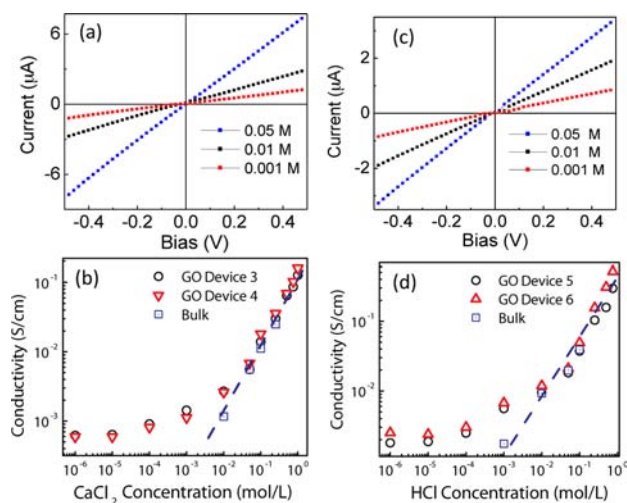 (a)
Current (μA)
6
0
-6
0.05 M
0.01 M
0.001 M
-0.4 -0.2 0.0 0.2 0.4
Bias (V)
(c)
Current (μA)
2
0
-2
0.05 M
0.01 M
0.001 M
-0.4 -0.2 0.0 0.2 0.4
Bias (V)
(b)
Conductivity (S/cm)
10⁻¹
10⁻²
10⁻³
GO Device 3
GO Device 4
Bulk
10⁻⁶ 10⁻⁵ 10⁻⁴ 10⁻³ 10⁻² 10⁻¹ 10⁰
CaCl₂ Concentration (mol/L)
(d)
Conductivity (S/cm)
10⁻¹
10⁻²
GO Device 5
GO Device 6
Bulk
10⁻⁶ 10⁻⁵ 10⁻⁴ 10⁻³ 10⁻² 10⁻¹ 10⁰
HCl Concentration (mol/L)